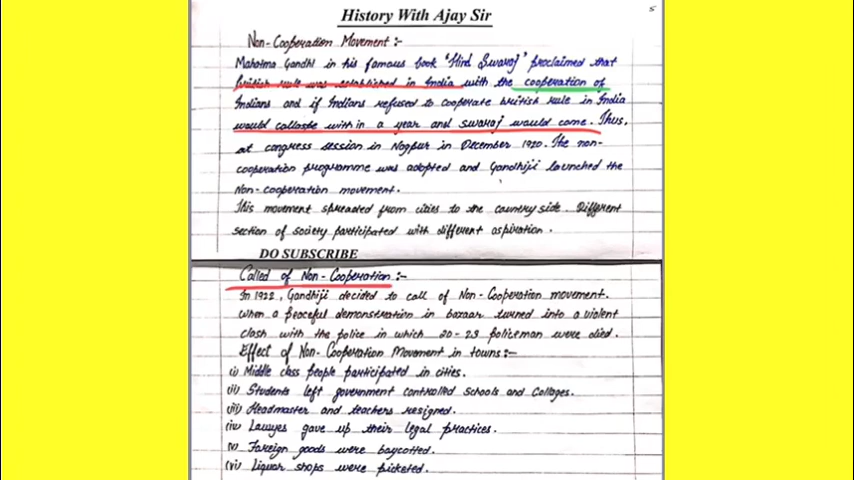 History With Ajay Sir
5
Non-Cooperation Movement :-
Mahatma Gandhi in his famous book "Hind Swaraj" proclaimed that
British rule was established in India with the cooperation of
Indians and if Indians refused to cooperate british rule in India
would collaspe with in a year and swaraj would come. Thus,
at congress session in Nagpur in December 1920. The non-
cooperation programme was adopted and Gandhiji launched the
Non-cooperation movement.
This movement spreaded from cities to the country side. Different
section of society participated with different aspiration.
DO SUBSCRIBE
Called of Non-Cooperation :-
In 1922, Gandhiji decided to call of Non-Cooperation movement.
When a peaceful demonstration in bazaar turned into a violent
clash with the police in which 20-23 policeman were died.
Effect of Non-Cooperation Movement in towns :-
(i) Middle class people participated in cities.
(ii) Students left government controlled Schools and Colleges.
(iii) Headmaster and teachers resigned.
(iv) Lawyes gave up their legal practices.
(v) Foreign goods were baycotted.
(vi) Liquar shops were picketed.